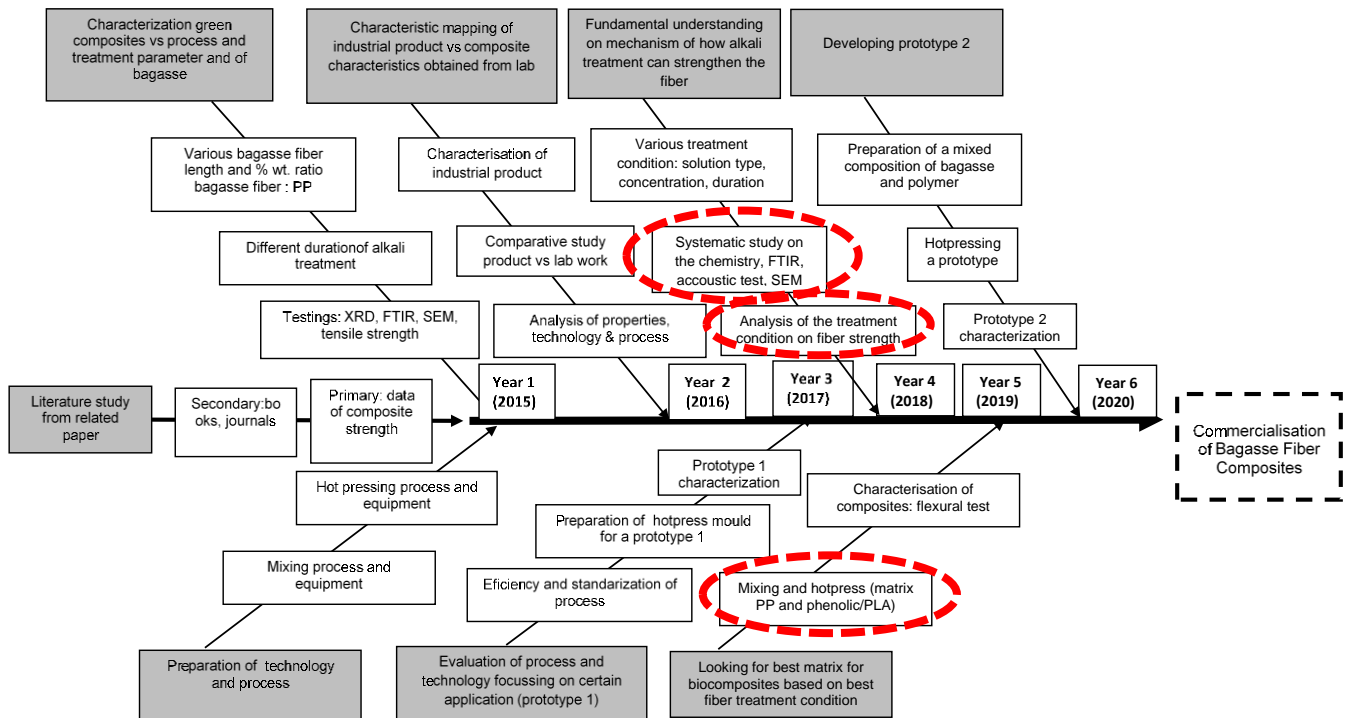 Characterization green
composites vs process and
treatment parameter and of
bagasse
Characteristic mapping of
industrial product vs composite
characteristics obtained from lab
Fundamental understanding
on mechanism of how alkali
treatment can strengthen the
fiber
Developing prototype 2
Various bagasse fiber
length and % wt. ratio
bagasse fiber : PP
Characterisation of
industrial product
Various treatment
condition: solution type,
concentration, duration
Preparation of a mixed
composition of bagasse
and polymer
Different durationof alkali
treatment
Comparative study
product vs lab work
Systematic study on
the chemistry, FTIR,
accoustic test, SEM
Hotpressing
a prototype
Testings: XRD, FTIR, SEM,
tensile strength
Analysis of properties,
technology & process
Analysis of the treatment
condition on fiber strength
Prototype 2
characterization
Literature study
from related
paper
Secondary:bo
oks, journals
Primary: data
of composite
strength
Year 1
(2015)
Year 2
(2016)
Year 3
(2017)
Year 4
(2018)
Year 5
(2019)
Year 6
(2020)
Commercialisation
of Bagasse Fiber
Composites
Hot pressing process and
equipment
Prototype 1
characterization
Characterisation of
composites: flexural test
Mixing process and
equipment
Preparation of hotpress mould
for a prototype 1
Eficiency and standarization of
process
Mixing and hotpress (matrix
PP and phenolic/PLA)
Preparation of technology
and process
Evaluation of process and
technology focussing on certain
application (prototype 1)
Looking for best matrix for
biocomposites based on best
fiber treatment condition